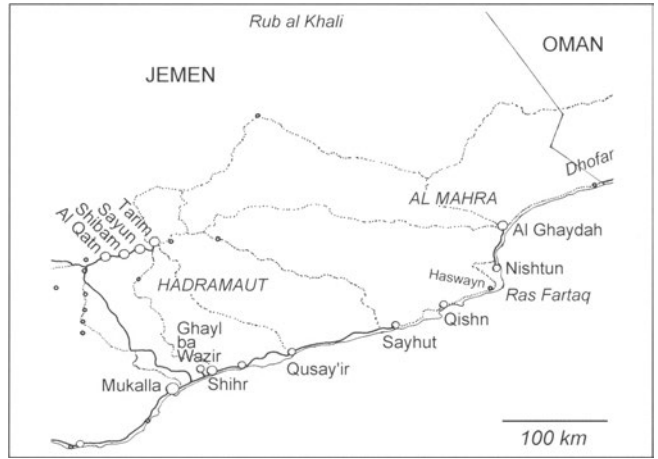 Rub al Khali
OMAN
JEMEN
Dhofar
AL MAHRA
Tarim
Sayun
Shibam
Al Qatn
Al Ghaydah
Nishtun
HADRAMAUT
Haswayn
Ras Fartaq
Qishn
Ghayl
ba
Wazir
Sayhut
Qusay'ir
Shihr
Mukalla
100 km